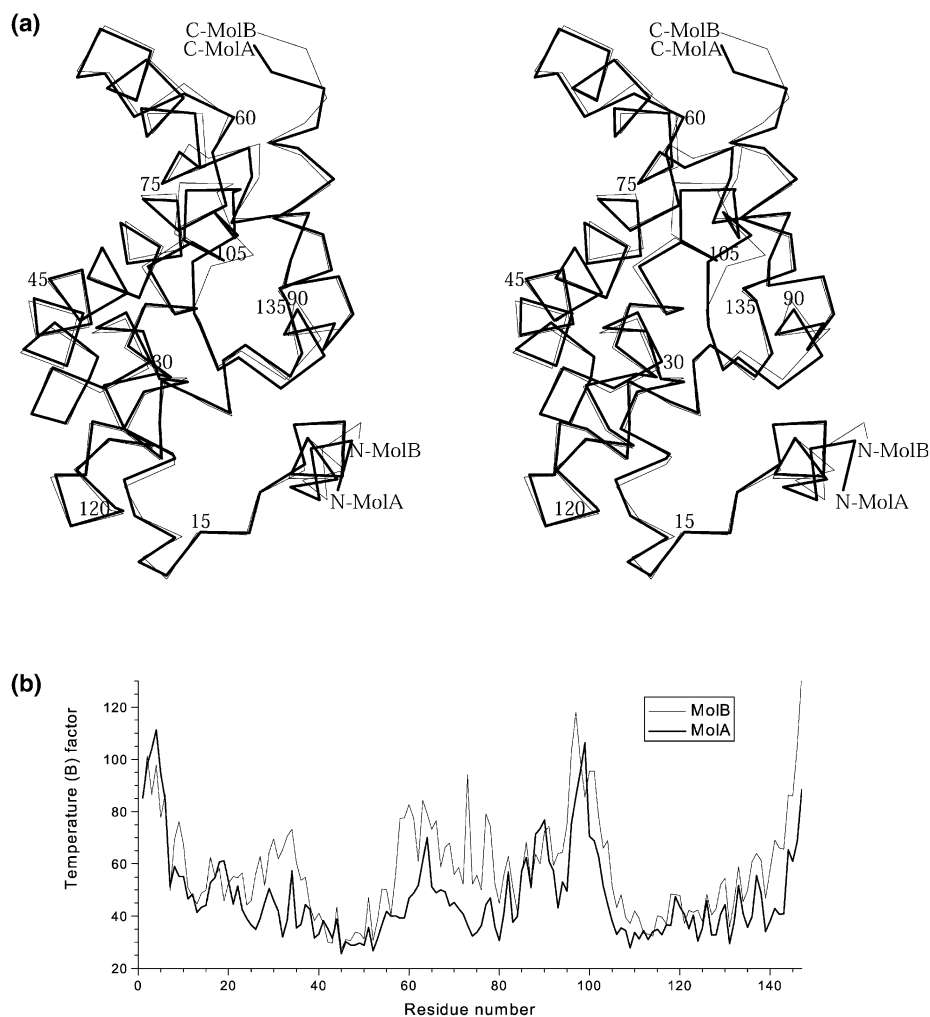 (a)
C-MolB
C-MolA
60
75
105
45
135
90
30
N-MolB
N-MolA
120
15
C-MolB
C-MolA
60
75
105
45
135
90
30
N-MolB
N-MolA
120
15
(b)
Temperature (B) factor
120
100
80
60
40
20
MolB
MolA
0 20 40 60 80 100 120 140
Residue number